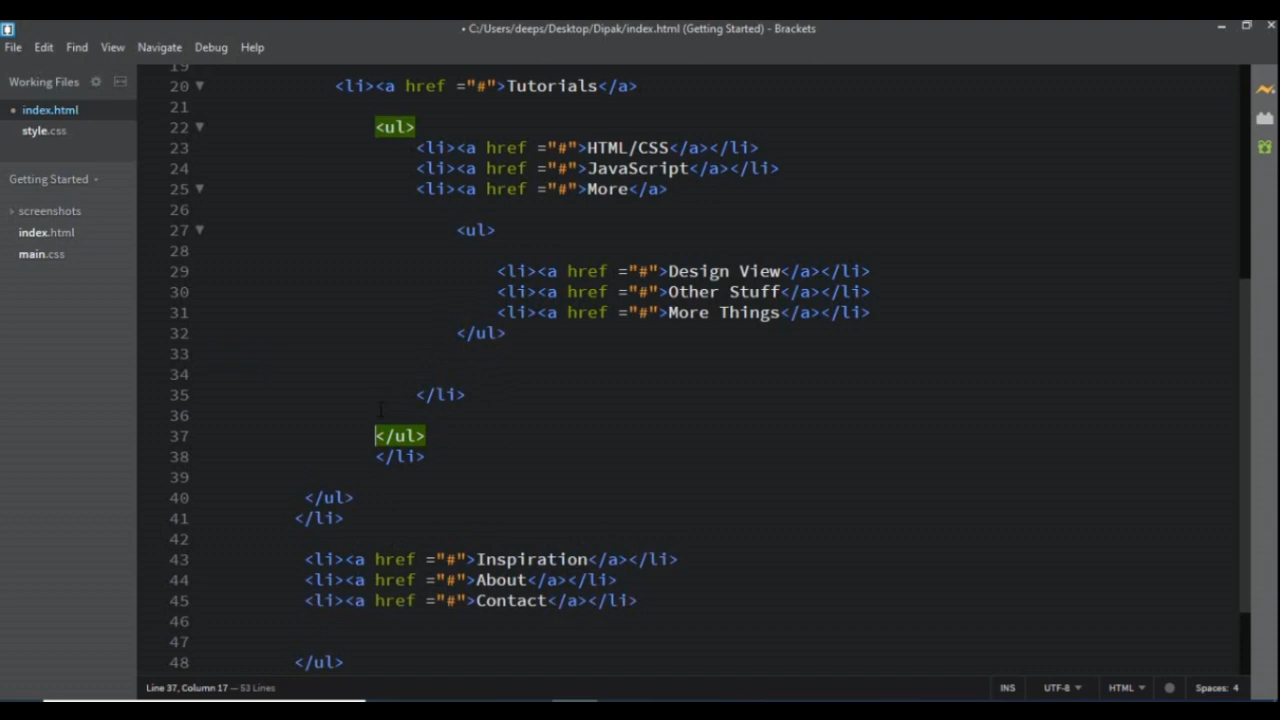 • C:/Users/deeps/Desktop/Dipak/index.html (Getting Started) - Brackets
File Edit Find View Navigate Debug Help
Working Files
• index.html
style.css
Getting Started
screenshots
index.html
main.css
19
20 <li><a href ="#">Tutorials</a>
21
22 <ul>
23 <li><a href ="#">HTML/CSS</a></li>
24 <li><a href ="#">JavaScript</a></li>
25 <li><a href ="#">More</a>
26
27 <ul>
28
29 <li><a href ="#">Design View</a></li>
30 <li><a href ="#">Other Stuff</a></li>
31 <li><a href ="#">More Things</a></li>
32 </ul>
33
34
35 </li>
36
37 </ul>
38 </li>
39
40 </ul>
41 </li>
42
43 <li><a href ="#">Inspiration</a></li>
44 <li><a href ="#">About</a></li>
45 <li><a href ="#">Contact</a></li>
46
47
48 </ul>
Line 37, Column 17 — 53 Lines INS UTF-8 HTML Spaces: 4